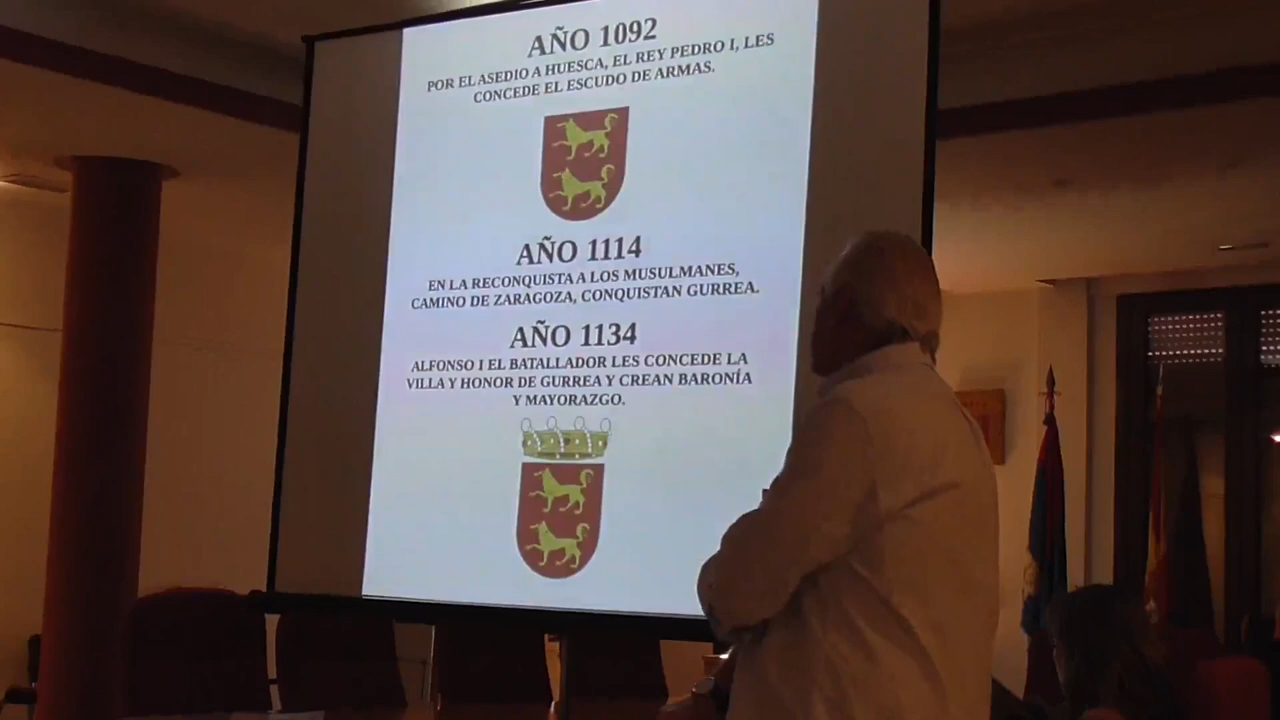 AÑO 1092
POR EL ASEDIO A HUESCA, EL REY PEDRO I, LES
CONCEDE EL ESCUDO DE ARMAS.
AÑO 1114
EN LA RECONQUISTA A LOS MUSULMANES,
CAMINO DE ZARAGOZA, CONQUISTAN GURREA.
AÑO 1134
ALFONSO I EL BATALLADOR LES CONCEDE LA
VILLA Y HONOR DE GURREA Y CREAN BARONÍA
Y MAYORAZGO.